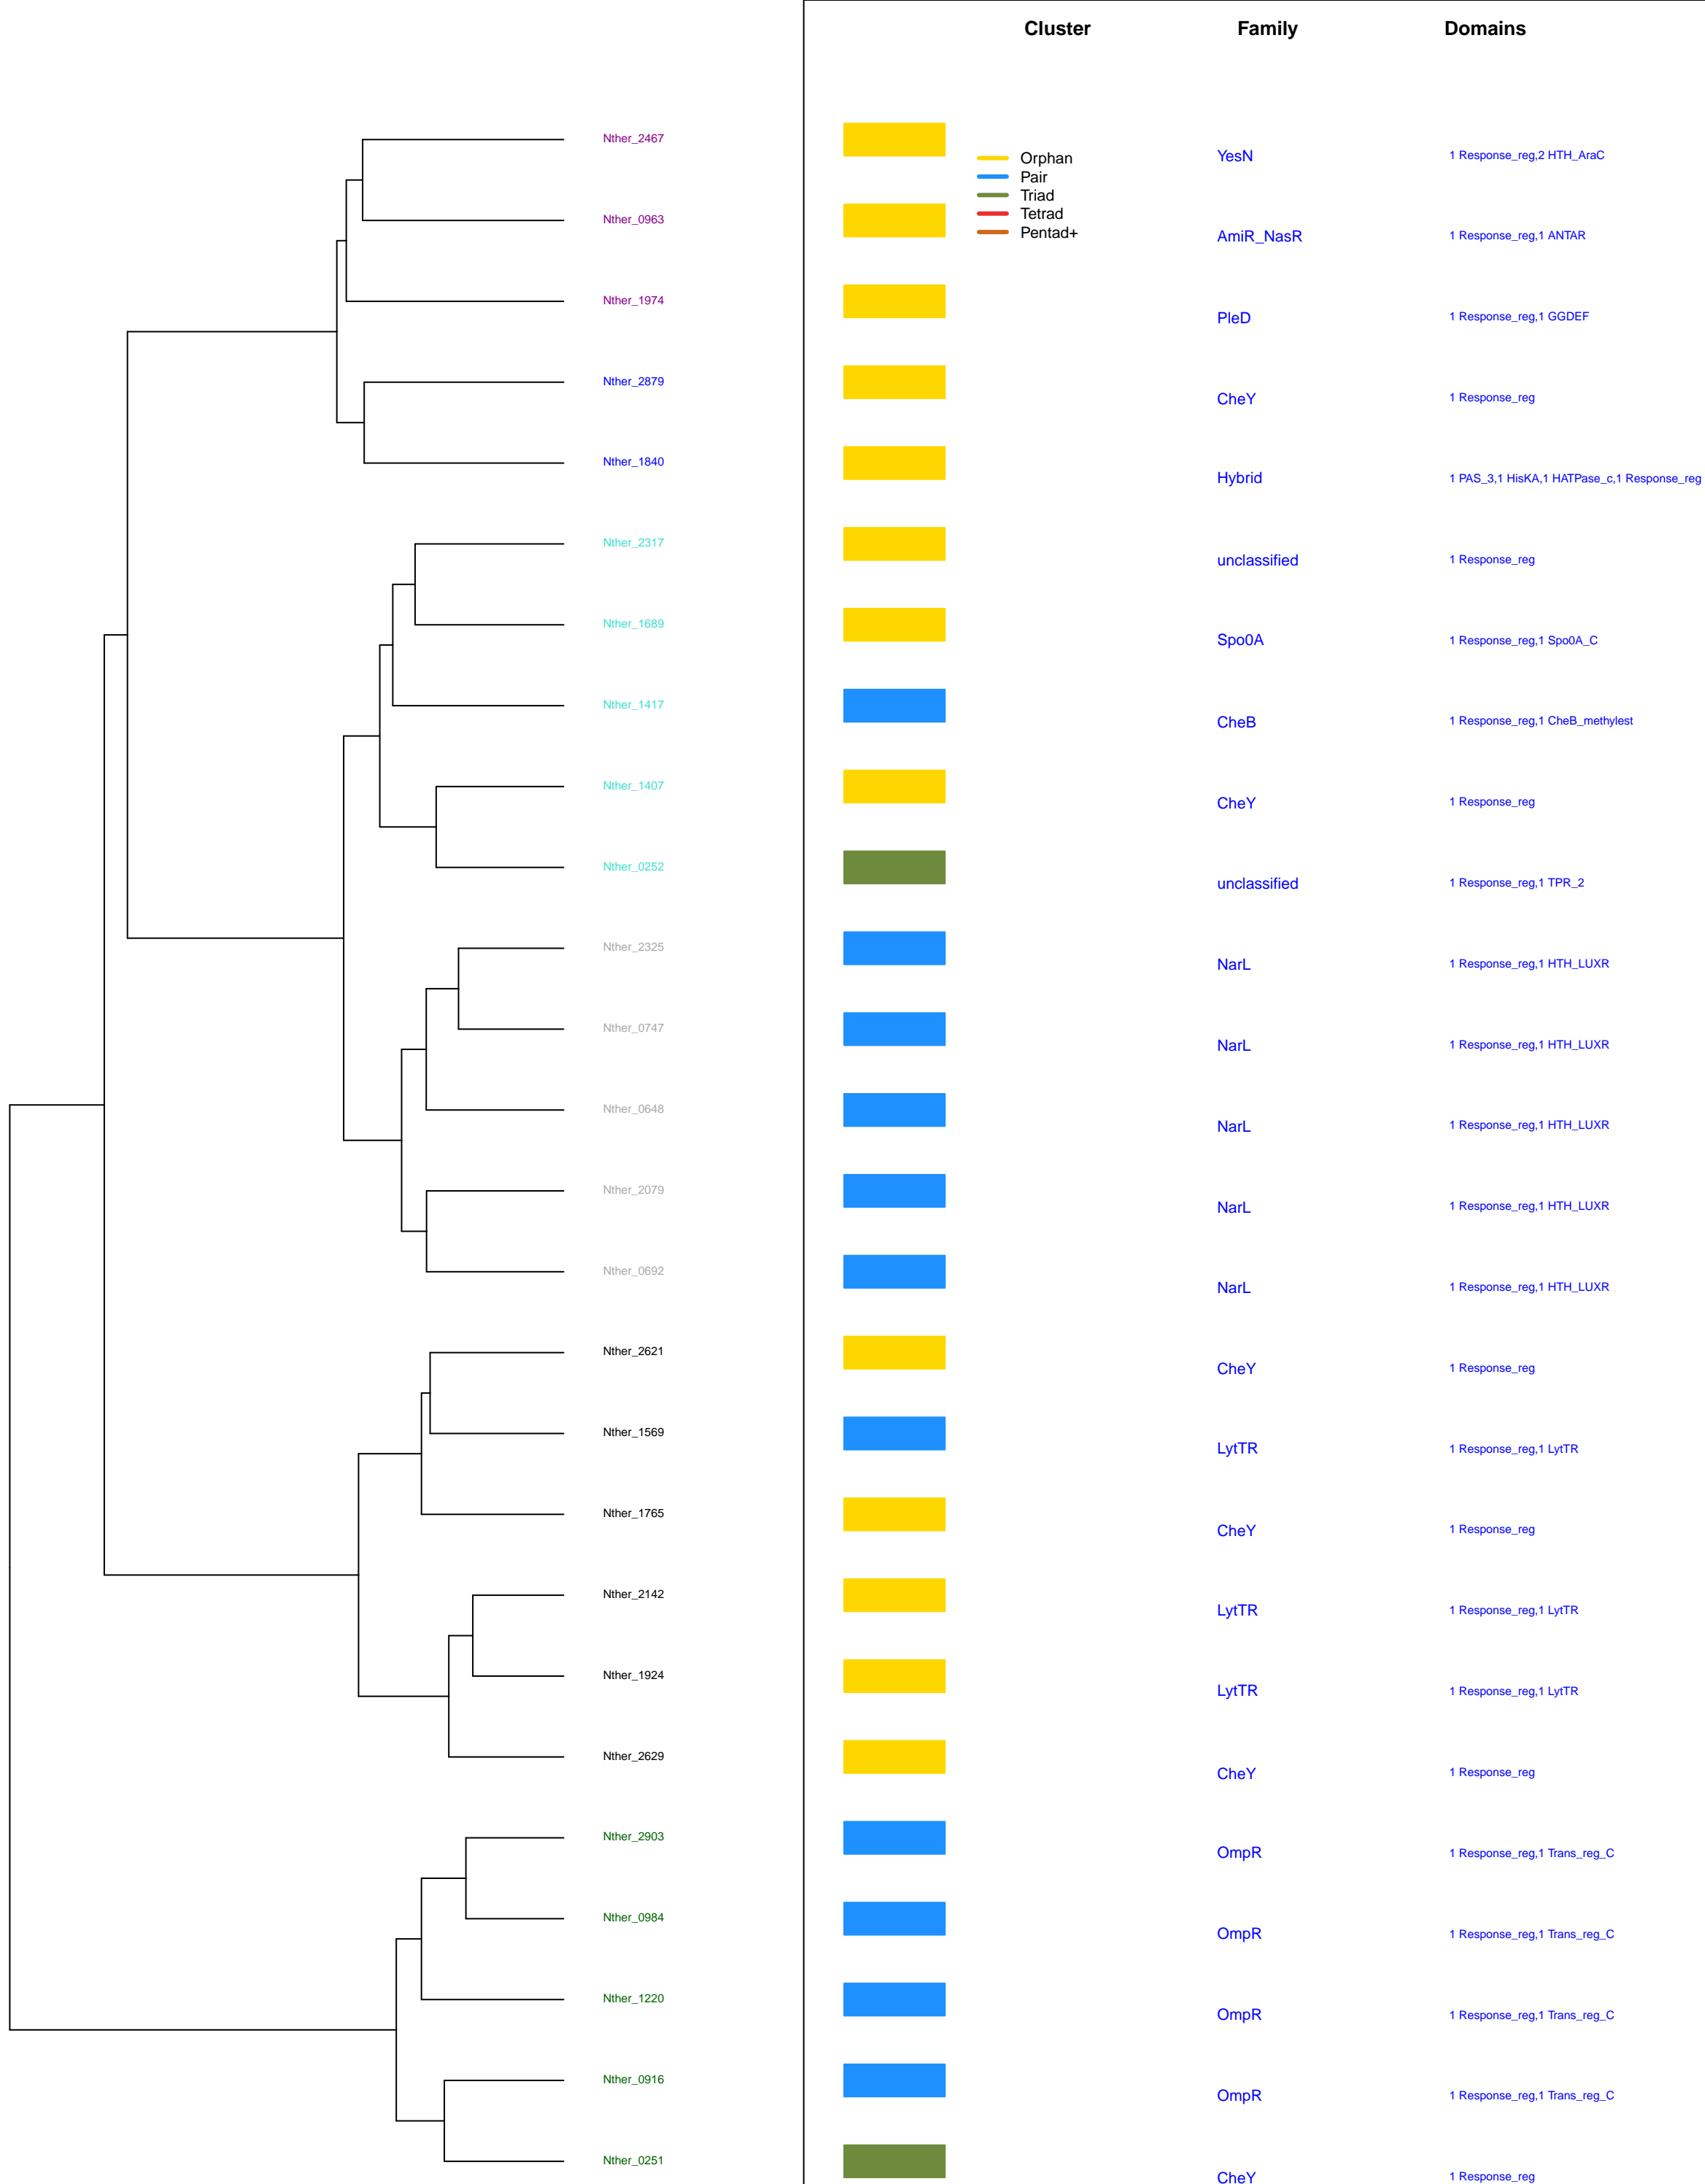 Cluster Family Domains
Nther_2467 YesN 1 Response_reg,2 HTH_AraC
Orphan
Pair
Triad
Tetrad
Pentad+
Nther_0963 AmiR_NasR 1 Response_reg,1 ANTAR
Nther_1974 PleD 1 Response_reg,1 GGDEF
Nther_2879 CheY 1 Response_reg
Nther_1840 Hybrid 1 PAS_3,1 HisKA,1 HATPase_c,1 Response_reg
Nther_2317 unclassified 1 Response_reg
Nther_1689 Spo0A 1 Response_reg,1 Spo0A_C
Nther_1417 CheB 1 Response_reg,1 CheB_methylest
Nther_1407 CheY 1 Response_reg
Nther_0252 unclassified 1 Response_reg,1 TPR_2
Nther_2325 NarL 1 Response_reg,1 HTH_LUXR
Nther_0747 NarL 1 Response_reg,1 HTH_LUXR
Nther_0648 NarL 1 Response_reg,1 HTH_LUXR
Nther_2079 NarL 1 Response_reg,1 HTH_LUXR
Nther_0692 NarL 1 Response_reg,1 HTH_LUXR
Nther_2621 CheY 1 Response_reg
Nther_1569 LytTR 1 Response_reg,1 LytTR
Nther_1765 CheY 1 Response_reg
Nther_2142 LytTR 1 Response_reg,1 LytTR
Nther_1924 LytTR 1 Response_reg,1 LytTR
Nther_2629 CheY 1 Response_reg
Nther_2903 OmpR 1 Response_reg,1 Trans_reg_C
Nther_0984 OmpR 1 Response_reg,1 Trans_reg_C
Nther_1220 OmpR 1 Response_reg,1 Trans_reg_C
Nther_0916 OmpR 1 Response_reg,1 Trans_reg_C
Nther_0251 CheY 1 Response_reg